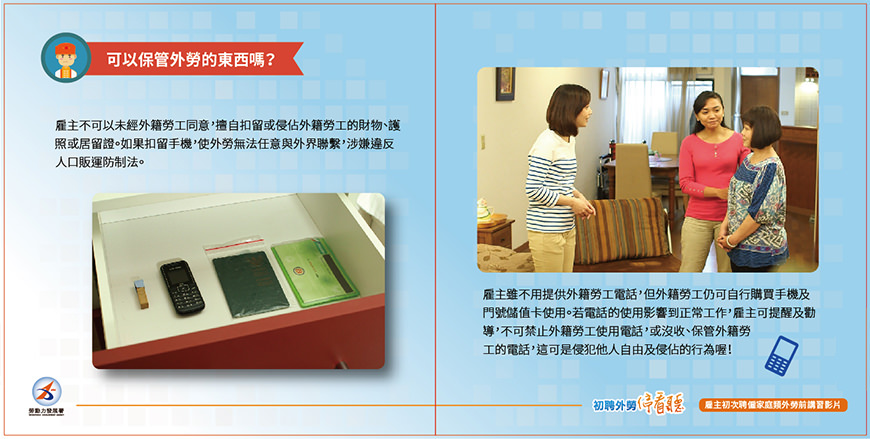 可以保管外勞的東西嗎？
雇主不可以未經外籍勞工同意，擅自扣留或侵佔外籍勞工的財物、護
照或居留證。如果扣留手機，使外勞無法任意與外界聯繫，涉嫌違反
人口販運防制法。
雇主雖不用提供外籍勞工電話，但外籍勞工仍可自行購買手機及
門號儲值卡使用。若電話的使用影響到正常工作，雇主可提醒及勸
導，不可禁止外籍勞工使用電話，或沒收、保管外籍勞
工的電話，這可是侵犯他人自由及侵佔的行為喔！
勞動力發展署
初聘外勞停看聽
雇主初次聘僱家庭類外勞前講習影片